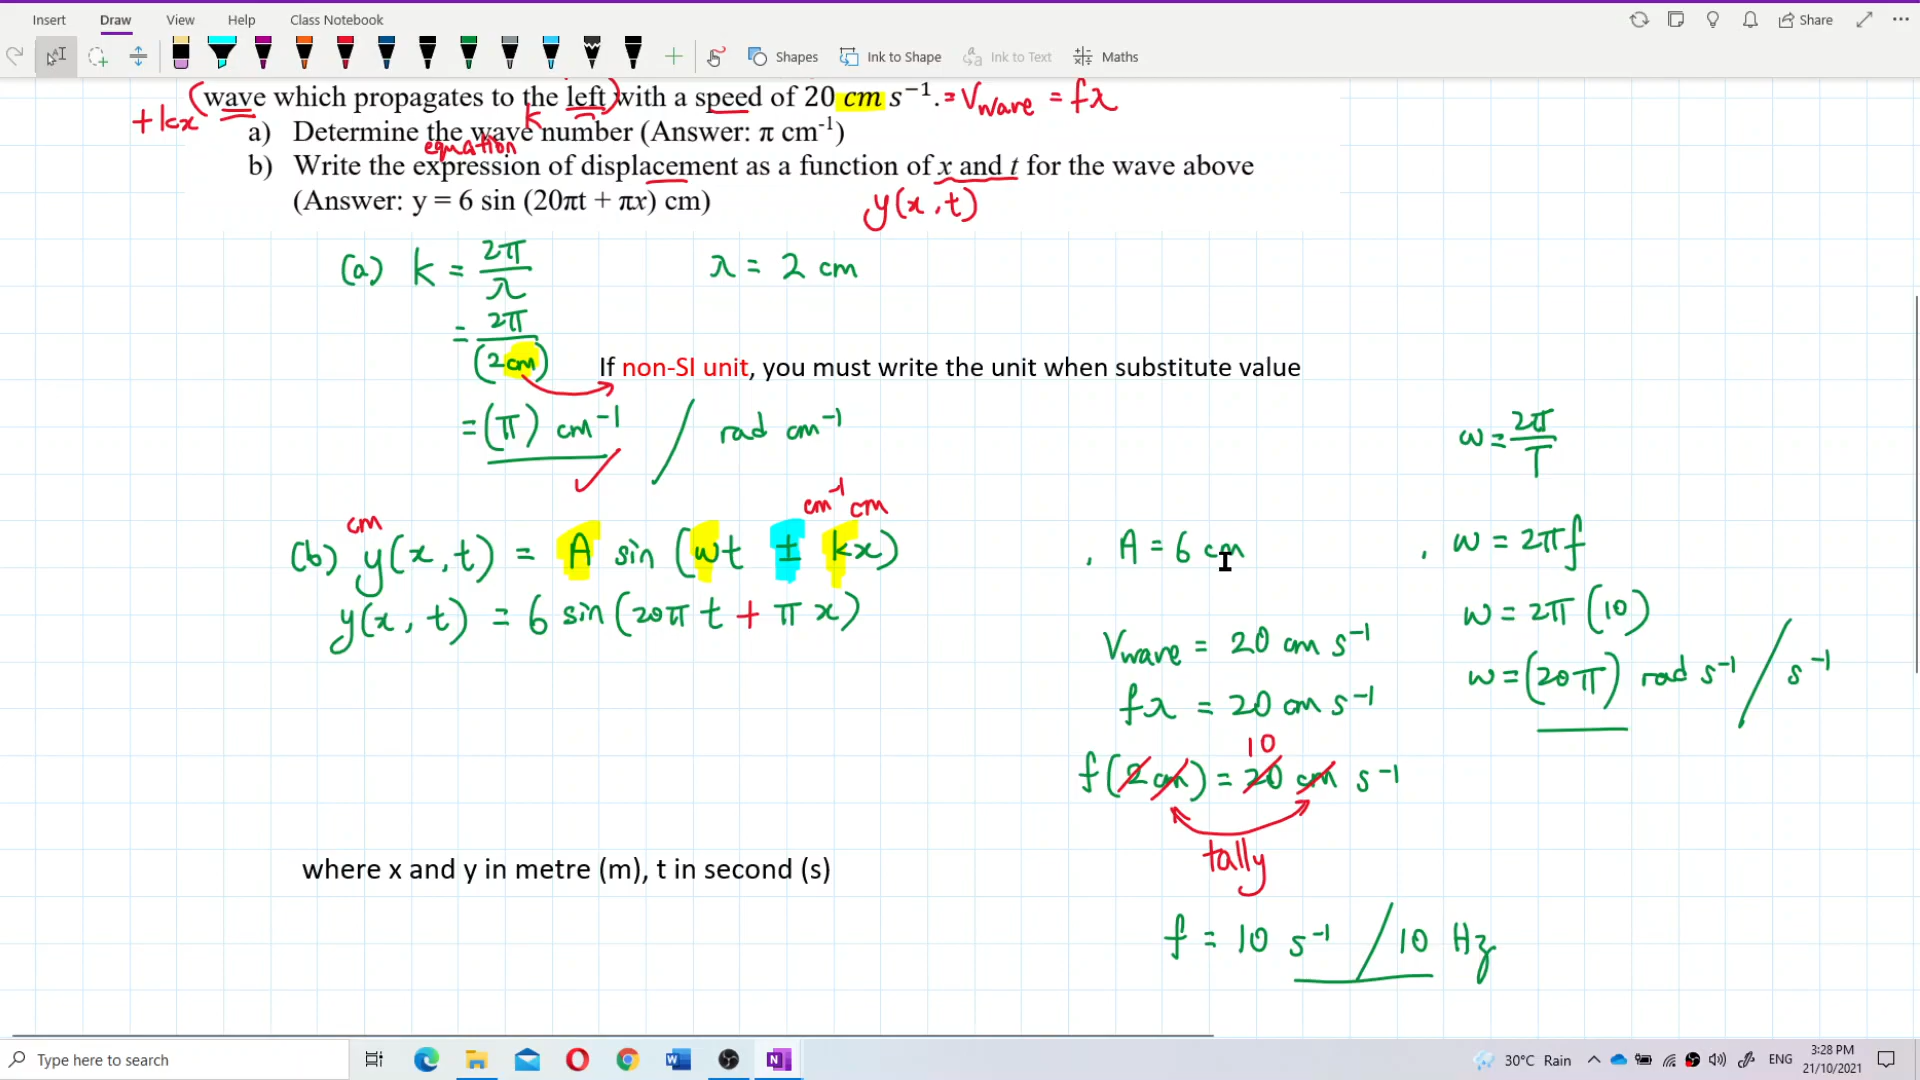 Insert Draw View Help Class Notebook Share
Shapes Ink to Shape Ink to Text Maths
wave which propagates to the left with a speed of 20 cm s⁻¹. = Vwave = fλ
+kx
k
a) Determine the wave number (Answer: π cm⁻¹)
equation
b) Write the expression of displacement as a function of x and t for the wave above
(Answer: y = 6 sin (20πt + πx) cm)
y(x, t)
(a) k = 2π/λ
λ = 2 cm
= 2π/(2cm)
If non-SI unit, you must write the unit when substitute value
= (π) cm⁻¹ / rad cm⁻¹
ω = 2π/T
cm cm⁻¹ cm
(b) y(x, t) = A sin (ωt ± kx)
, A = 6 cm
, ω = 2πf
y(x, t) = 6 sin (20π t + π x)
ω = 2π (10)
Vwave = 20 cm s⁻¹
ω = (20π) rad s⁻¹ / s⁻¹
fλ = 20 cm s⁻¹
10
f(2 cm) = 20 cm s⁻¹
tally
where x and y in metre (m), t in second (s)
f = 10 s⁻¹ / 10 Hz
Type here to search
30°C Rain ENG 3:28 PM
21/10/2021